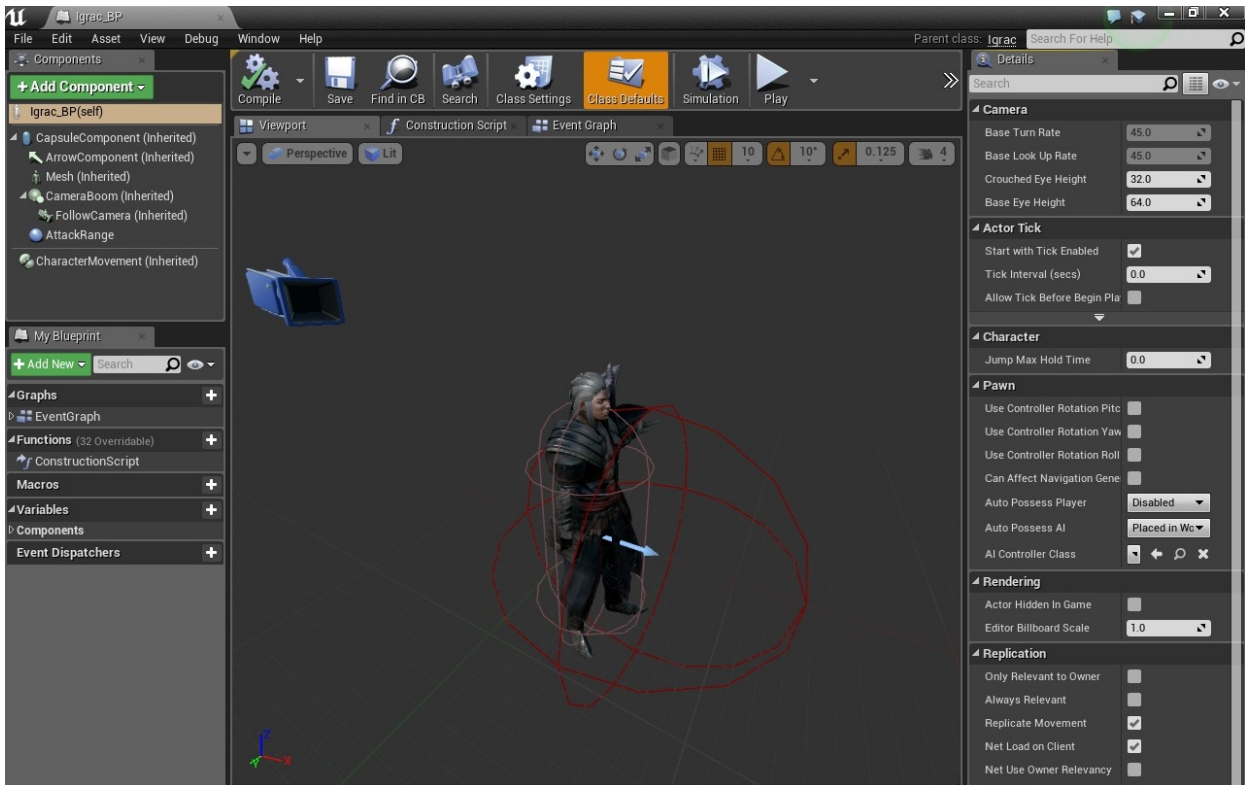 Igrac_BP
File Edit Asset View Debug Window Help
Parent class: Igrac
Search For Help
Components
+ Add Component
Igrac_BP(self)
CapsuleComponent (Inherited)
ArrowComponent (Inherited)
Mesh (Inherited)
CameraBoom (Inherited)
FollowCamera (Inherited)
AttackRange
CharacterMovement (Inherited)
My Blueprint
+ Add New
Search
Graphs
EventGraph
Functions (32 Overridable)
ConstructionScript
Macros
Variables
Components
Event Dispatchers
Compile Save Find in CB Search Class Settings Class Defaults Simulation Play
Viewport Construction Script Event Graph
Perspective Lit 10 10° 0.125 4
Details
Search
Camera
Base Turn Rate 45.0
Base Look Up Rate 45.0
Crouched Eye Height 32.0
Base Eye Height 64.0
Actor Tick
Start with Tick Enabled
Tick Interval (secs) 0.0
Allow Tick Before Begin Pla
Character
Jump Max Hold Time 0.0
Pawn
Use Controller Rotation Pitc
Use Controller Rotation Yaw
Use Controller Rotation Roll
Can Affect Navigation Gene
Auto Possess Player Disabled
Auto Possess AI Placed in Wo
AI Controller Class
Rendering
Actor Hidden In Game
Editor Billboard Scale 1.0
Replication
Only Relevant to Owner
Always Relevant
Replicate Movement
Net Load on Client
Net Use Owner Relevancy
Z
X